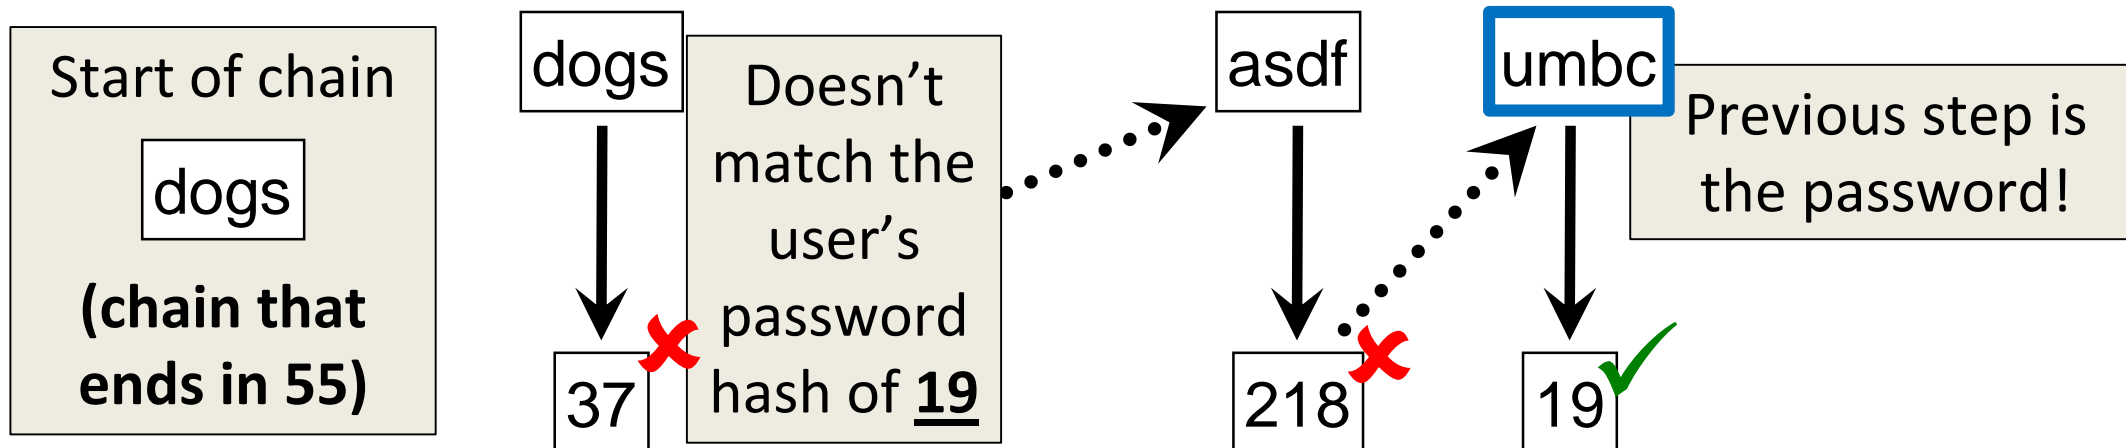 Start of chain
dogs
(chain that
ends in 55)
dogs
37
Doesn’t
match the
user’s
password
hash of 19
asdf
218
umbc
19
Previous step is
the password!